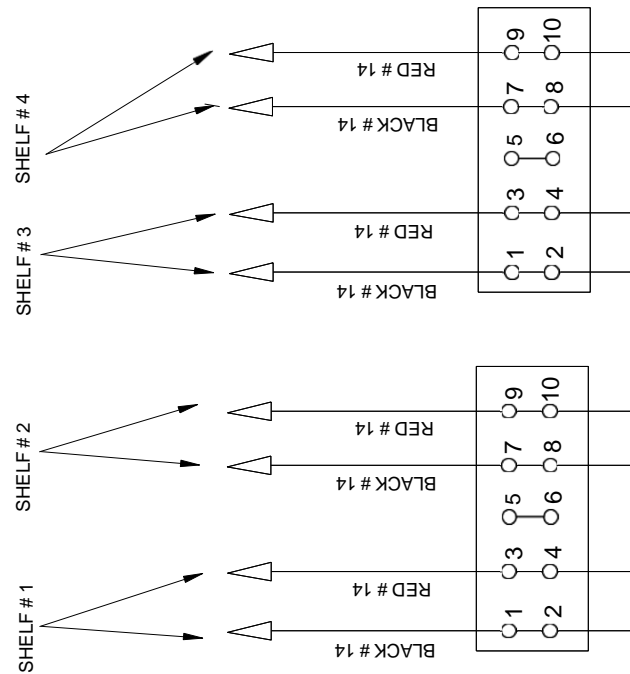 SHELF # 4
SHELF # 3
SHELF # 2
SHELF # 1
RED # 14
BLACK # 14
RED # 14
BLACK # 14
RED # 14
BLACK # 14
RED # 14
BLACK # 14
9 10
7 8
5 6
3 4
1 2
9 10
7 8
5 6
3 4
1 2